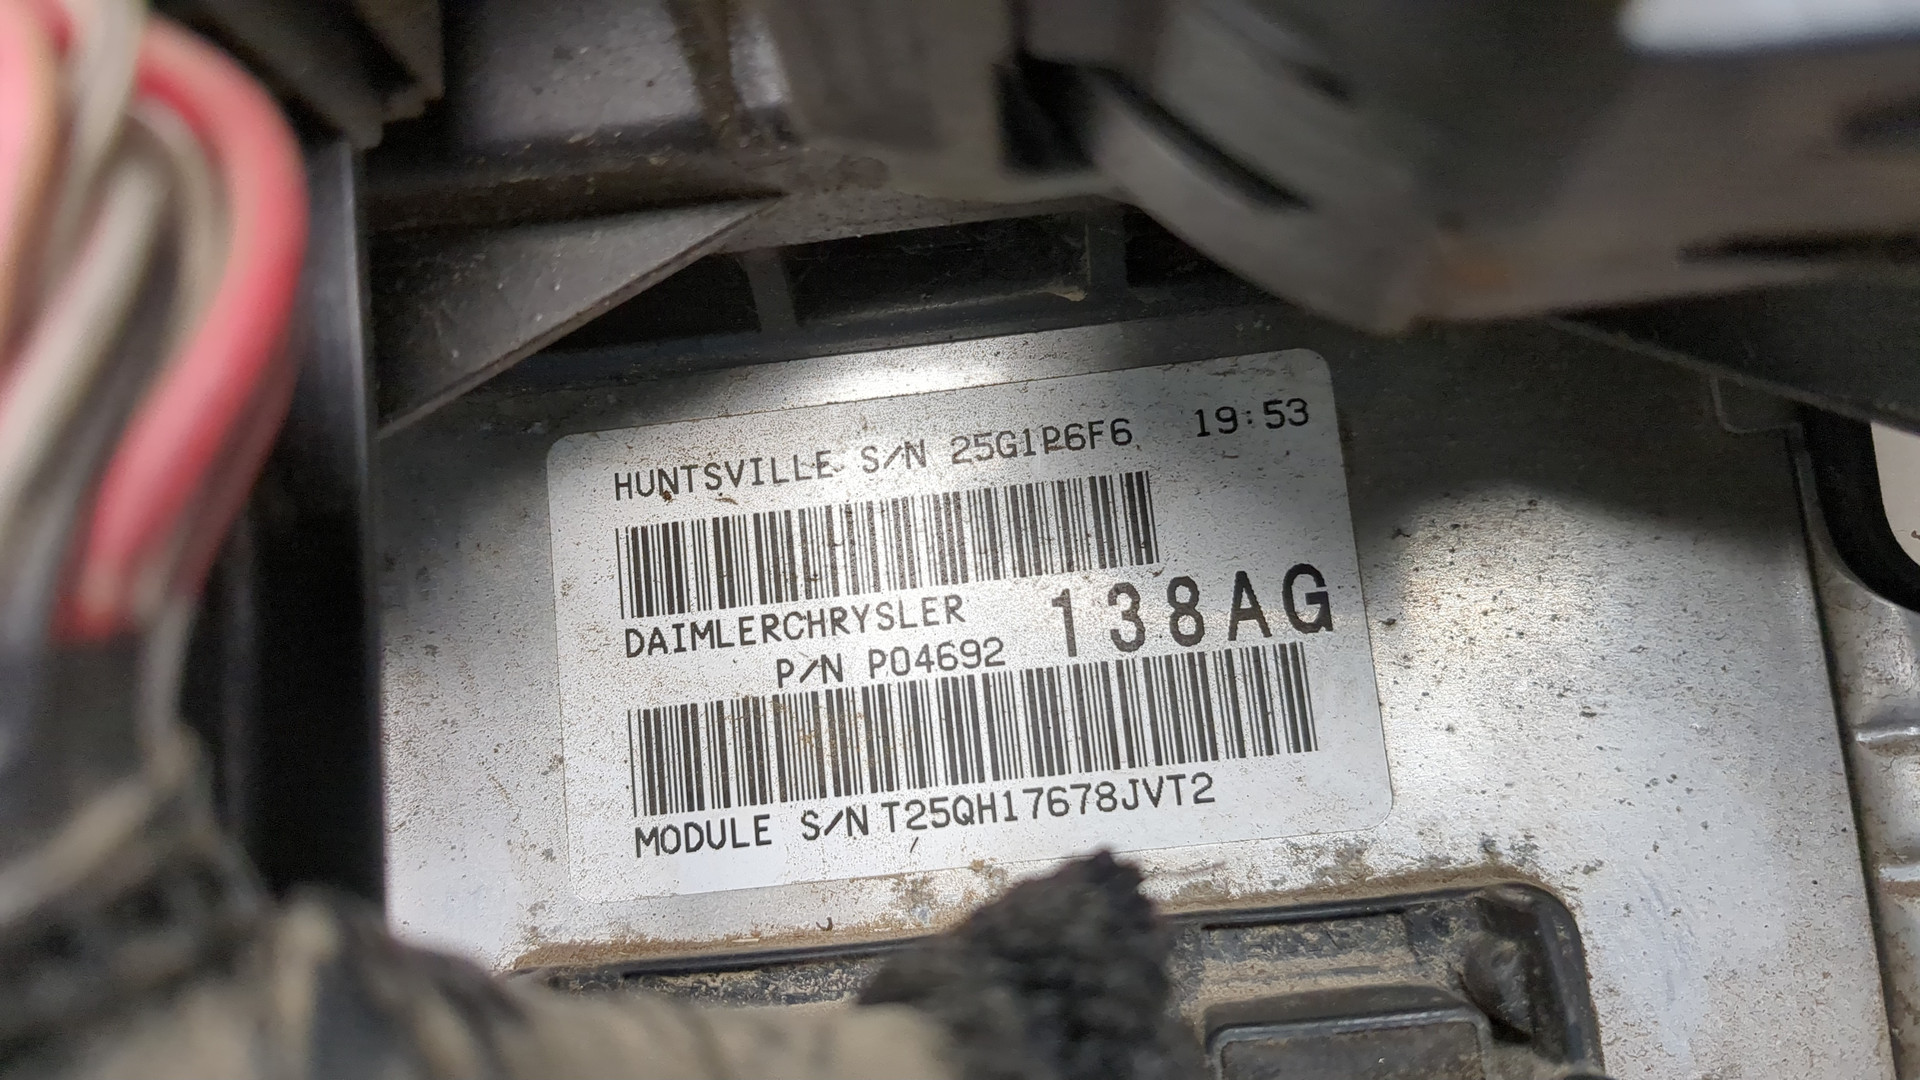 HUNTSVILLE S/N 25G1P6F6 19:53
DAIMLERCHRYSLER
P/N P04692 138AG
MODULE S/N T25QH17678JVT2